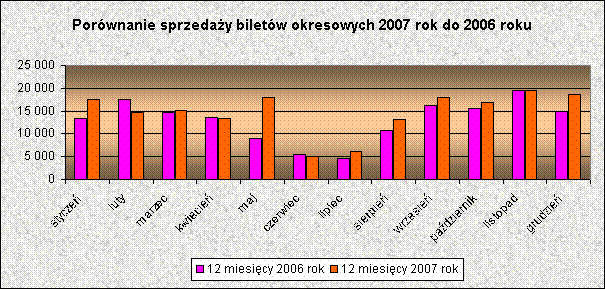 Porównanie sprzedaży biletów okresowych 2007 rok do 2006 roku
25 000
20 000
15 000
10 000
5 000
0
styczeń
luty
marzec
kwiecień
maj
czerwiec
lipiec
sierpień
wrzesień
październik
listopad
grudzień
12 miesięcy 2006 rok
12 miesięcy 2007 rok